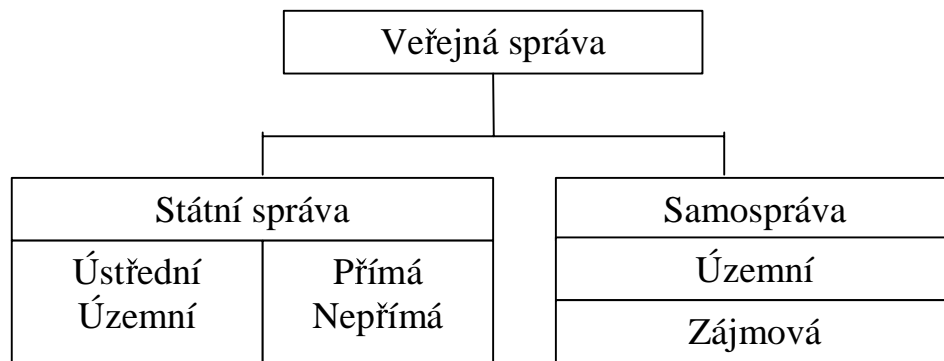 Veřejná správa
Státní správa
Ústřední
Územní
Přímá
Nepřímá
Samospráva
Územní
Zájmová